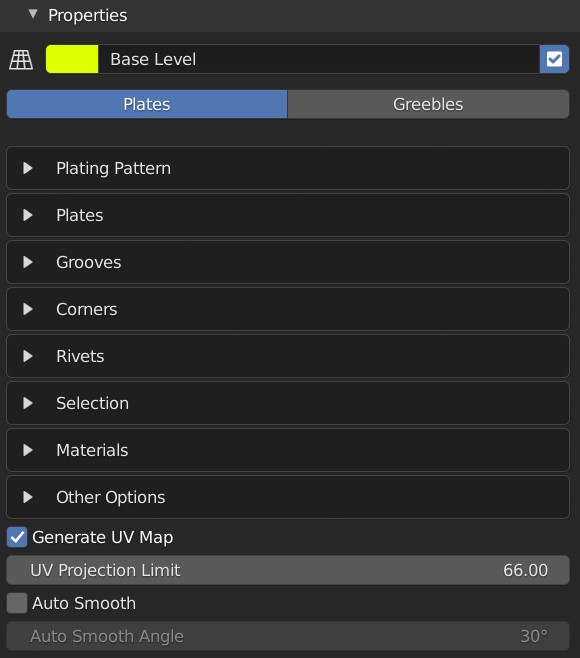 Properties
Base Level
Plates Greebles
Plating Pattern
Plates
Grooves
Corners
Rivets
Selection
Materials
Other Options
Generate UV Map
UV Projection Limit 66.00
Auto Smooth
Auto Smooth Angle 30°